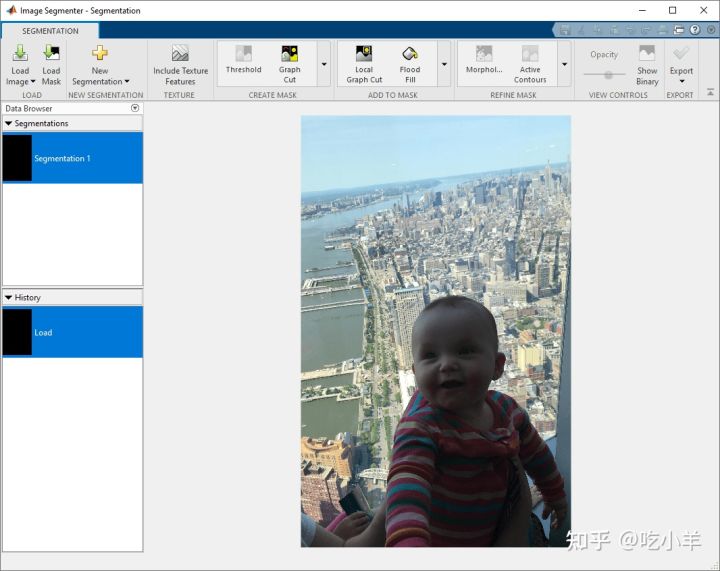 Image Segmenter - Segmentation
SEGMENTATION
Load Image
Load Mask
New Segmentation
Include Texture Features
Threshold
Graph Cut
Local Graph Cut
Flood Fill
Morphol...
Active Contours
Opacity
Show Binary
Export
LOAD
NEW SEGMENTATION
TEXTURE
CREATE MASK
ADD TO MASK
REFINE MASK
VIEW CONTROLS
EXPORT
Data Browser
Segmentations
Segmentation 1
History
Load
知乎 @吃小羊